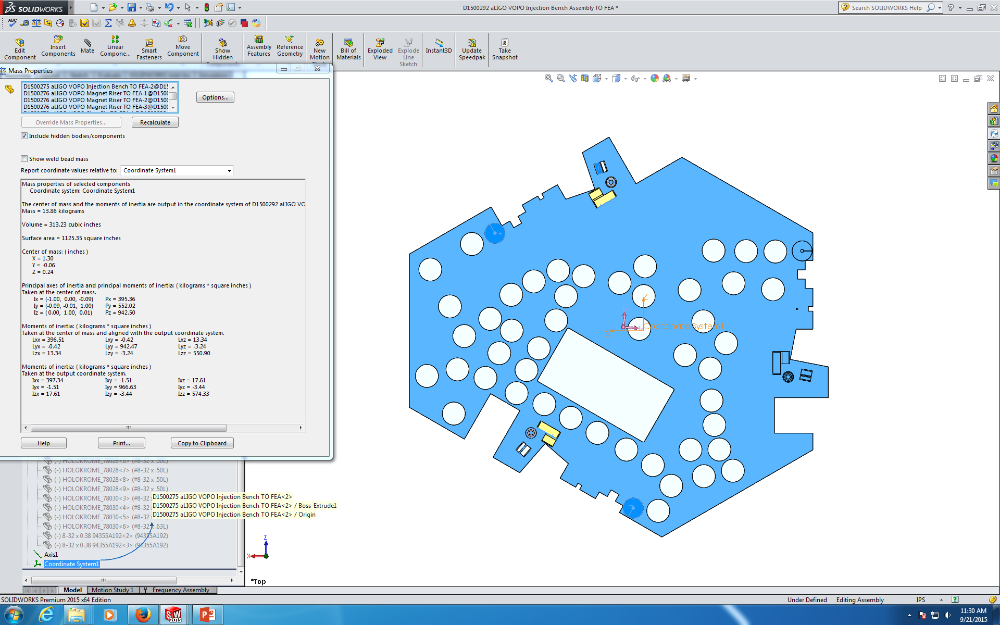 SOLIDWORKS
D1500292 aLIGO VOPO Injection Bench Assembly TO FEA *
Search SOLIDWORKS Help
Edit Component
Insert Components
Mate
Linear Compone...
Smart Fasteners
Move Component
Show Hidden
Assembly Features
Reference Geometry
New Motion
Bill of Materials
Exploded View
Explode Line Sketch
Instant3D
Update Speedpak
Take Snapshot
Mass Properties
D1500275 aLIGO VOPO Injection Bench TO FEA-2@D15
D1500276 aLIGO VOPO Magnet Riser TO FEA-1@D1500
D1500276 aLIGO VOPO Magnet Riser TO FEA-2@D1500
D1500276 aLIGO VOPO Magnet Riser TO FEA-3@D1500
Options...
Override Mass Properties...
Recalculate
Include hidden bodies/components
Show weld bead mass
Report coordinate values relative to: Coordinate System1
Mass properties of selected components
Coordinate system: Coordinate System1
The center of mass and the moments of inertia are output in the coordinate system of D1500292 aLIGO VO
Mass = 13.86 kilograms
Volume = 313.23 cubic inches
Surface area = 1125.35 square inches
Center of mass: ( inches )
X = 1.30
Y = -0.06
Z = 0.24
Principal axes of inertia and principal moments of inertia: ( kilograms * square inches )
Taken at the center of mass.
Ix = (-1.00, 0.00, -0.09) Px = 395.36
Iy = (-0.09, -0.01, 1.00) Py = 552.02
Iz = ( 0.00, 1.00, 0.01) Pz = 942.50
Moments of inertia: ( kilograms * square inches )
Taken at the center of mass and aligned with the output coordinate system.
Lxx = 396.51 Lxy = -0.42 Lxz = 13.34
Lyx = -0.42 Lyy = 942.47 Lyz = -3.24
Lzx = 13.34 Lzy = -3.24 Lzz = 550.90
Moments of inertia: ( kilograms * square inches )
Taken at the output coordinate system.
Ixx = 397.34 Ixy = -1.51 Ixz = 17.61
Iyx = -1.51 Iyy = 966.63 Iyz = -3.44
Izx = 17.61 Izy = -3.44 Izz = 574.33
Help
Print...
Copy to Clipboard
(-) HOLOKROME_78028<6> (#8-32 x .50L)
(-) HOLOKROME_78028<7> (#8-32 x .50L)
(-) HOLOKROME_78028<8> (#8-32 x .50L)
(-) HOLOKROME_78028<9> (#8-32 x .50L)
(-) HOLOKROME_78030<3> (#8-32
(-) HOLOKROME_78030<4> (#8-32
(-) HOLOKROME_78030<5> (#8-32
(-) HOLOKROME_78030<6> (#8-32 .63L)
(-) 8-32 x 0.38 94355A192<2> (94355A192)
(-) 8-32 x 0.38 94355A192<3> (94355A192)
Axis1
Coordinate System1
D1500275 aLIGO VOPO Injection Bench TO FEA<2>
D1500275 aLIGO VOPO Injection Bench TO FEA<2> / Boss-Extrude1
D1500275 aLIGO VOPO Injection Bench TO FEA<2> / Origin
Z
X
Coordinate System1
Z
X
*Top
Model
Motion Study 1
Frequency Assembly
SOLIDWORKS Premium 2015 x64 Edition
Under Defined
Editing Assembly
IPS
11:30 AM
9/21/2015